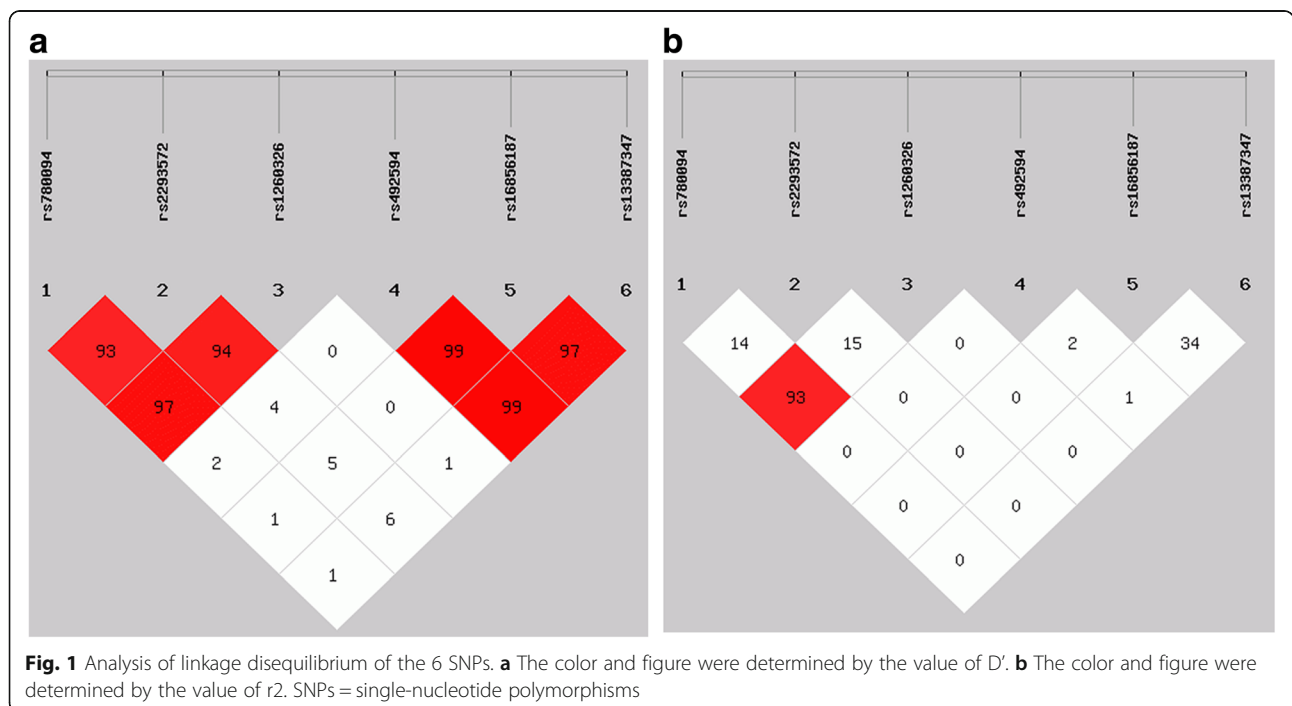 a
rs780094 rs2293572 rs1260326 rs492594 rs16856187 rs13387347
1 2 3 4 5 6
93 94 0 99 97
97 4 0 99
2 5 1
1 6
1
b
rs780094 rs2293572 rs1260326 rs492594 rs16856187 rs13387347
1 2 3 4 5 6
14 15 0 2 34
93 0 0 1
0 0 0
0 0
0
Fig. 1 Analysis of linkage disequilibrium of the 6 SNPs. a The color and figure were determined by the value of D’. b The color and figure were
determined by the value of r2. SNPs = single-nucleotide polymorphisms